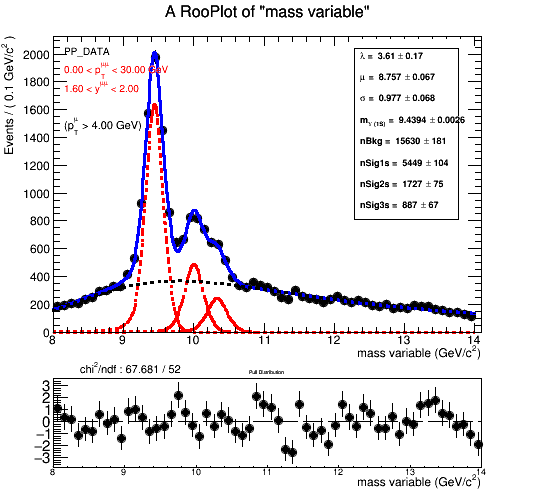 A RooPlot of "mass variable"
Events / ( 0.1 GeV/c² )
2000
1800
1600
1400
1200
1000
800
600
400
200
0
PP_DATA
0.00 < p_T^μμ < 30.00 GeV
1.60 < y^μμ < 2.00
(p_T^μ > 4.00 GeV)
λ = 3.61 ± 0.17
μ = 8.757 ± 0.067
σ = 0.977 ± 0.068
m_ϒ (1S) = 9.4394 ± 0.0026
nBkg = 15630 ± 181
nSig1s = 5449 ± 104
nSig2s = 1727 ± 75
nSig3s = 887 ± 67
8 9 10 11 12 13 14
mass variable (GeV/c²)
chi²/ndf : 67.681 / 52
Pull Distribution
3
2
1
0
−1
−2
−3
8 9 10 11 12 13 14
mass variable (GeV/c²)